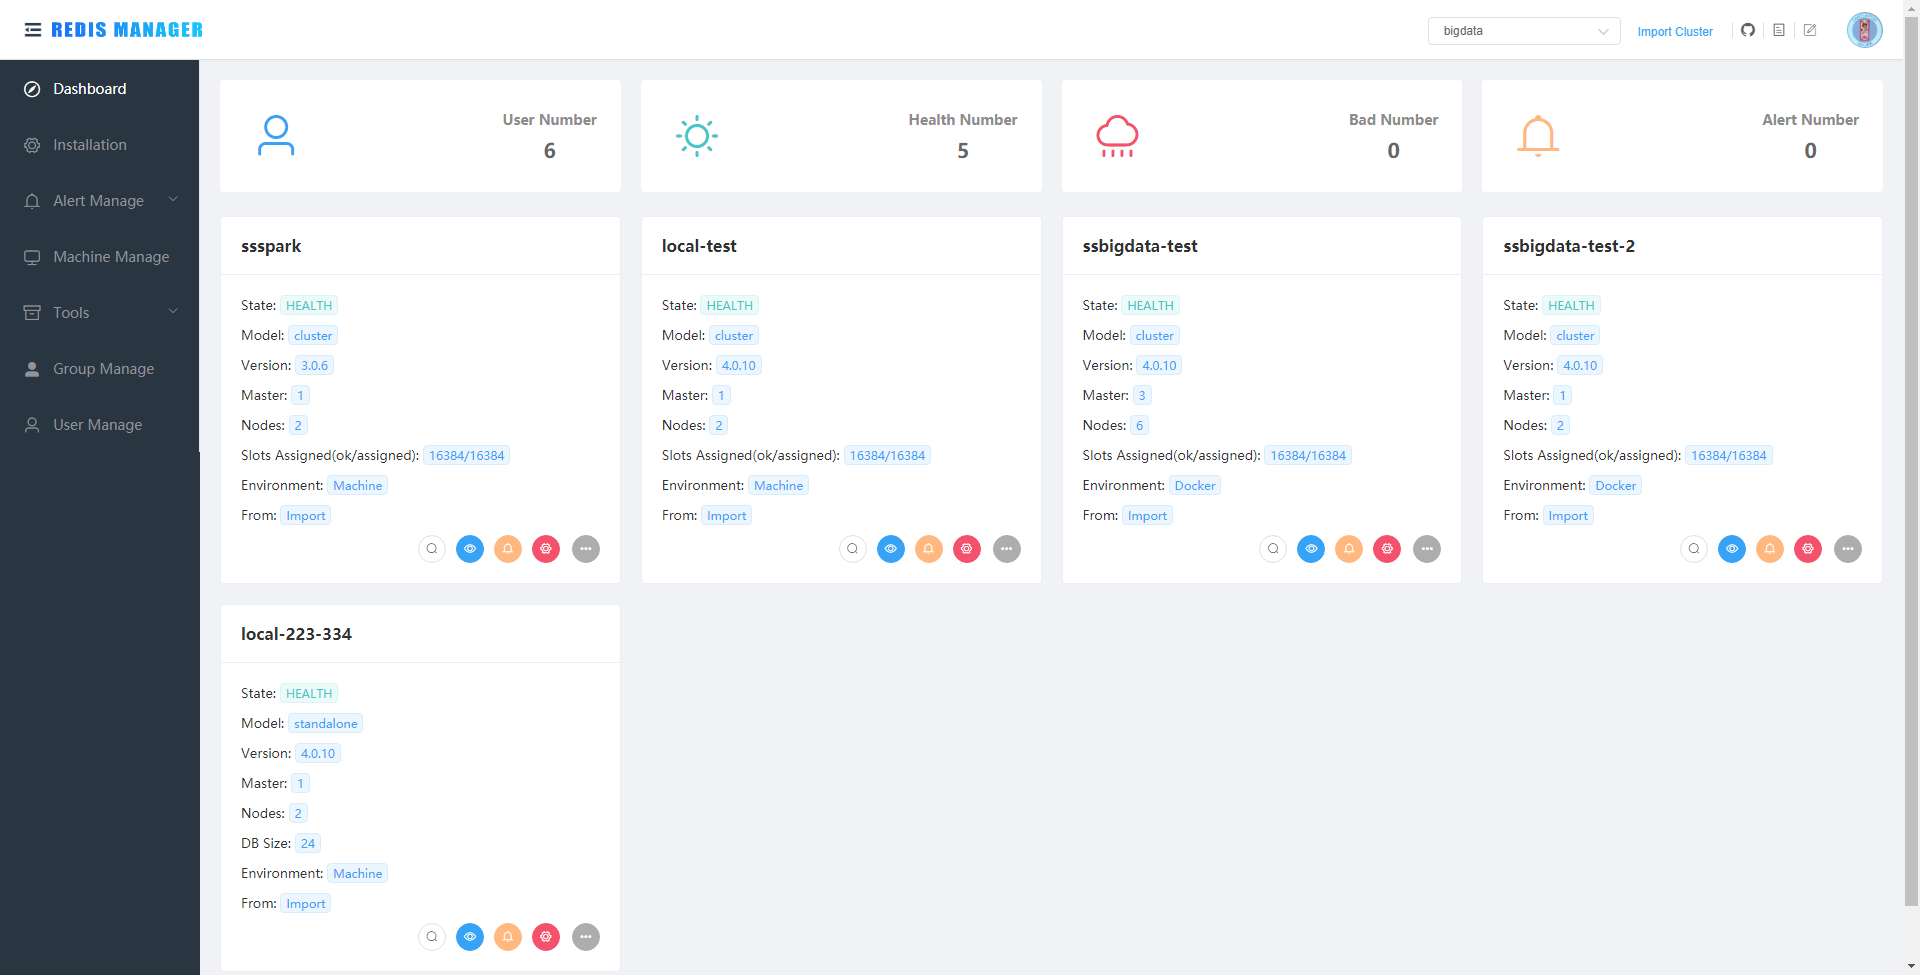 REDIS MANAGER
bigdata
Import Cluster
Dashboard
Installation
Alert Manage
Machine Manage
Tools
Group Manage
User Manage
User Number
6
Health Number
5
Bad Number
0
Alert Number
0
ssspark
State: HEALTH
Model: cluster
Version: 3.0.6
Master: 1
Nodes: 2
Slots Assigned(ok/assigned): 16384/16384
Environment: Machine
From: Import
local-test
State: HEALTH
Model: cluster
Version: 4.0.10
Master: 1
Nodes: 2
Slots Assigned(ok/assigned): 16384/16384
Environment: Machine
From: Import
ssbigdata-test
State: HEALTH
Model: cluster
Version: 4.0.10
Master: 3
Nodes: 6
Slots Assigned(ok/assigned): 16384/16384
Environment: Docker
From: Import
ssbigdata-test-2
State: HEALTH
Model: cluster
Version: 4.0.10
Master: 1
Nodes: 2
Slots Assigned(ok/assigned): 16384/16384
Environment: Docker
From: Import
local-223-334
State: HEALTH
Model: standalone
Version: 4.0.10
Master: 1
Nodes: 2
DB Size: 24
Environment: Machine
From: Import